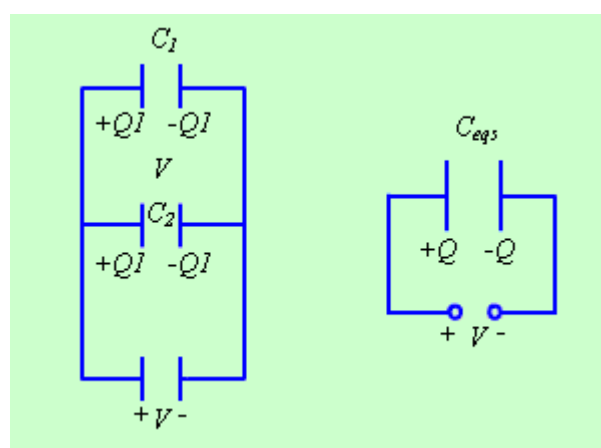 C1
+Q1 -Q1
V
C2
+Q1 -Q1
+ V -
Ceqs
+Q -Q
+ V -